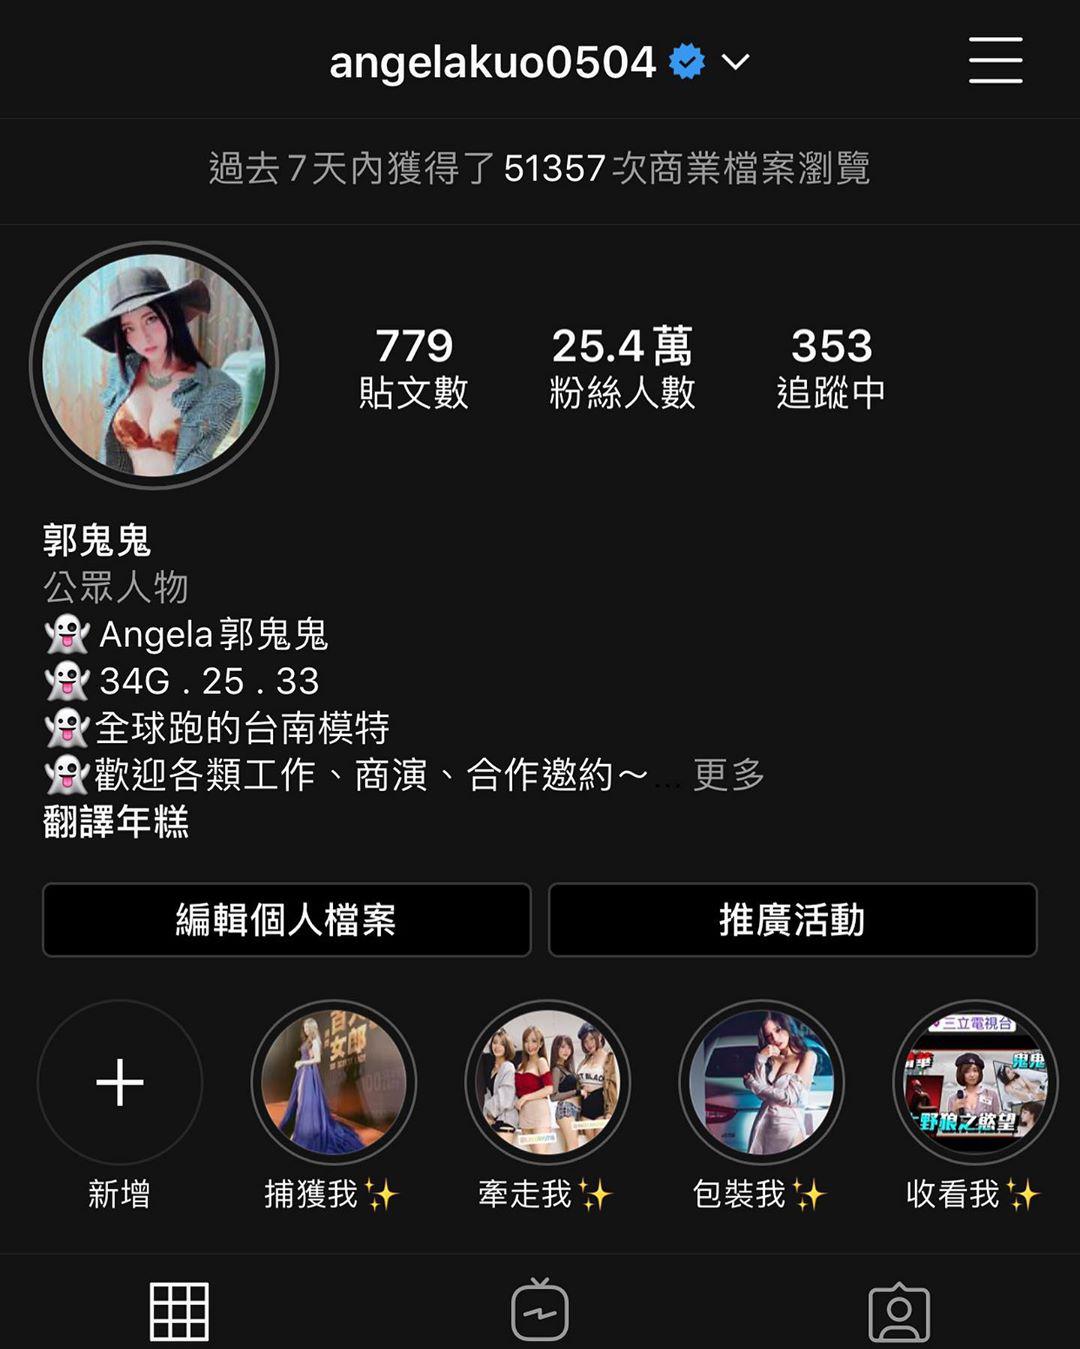 angelakuo0504
過去 7 天內獲得了 51357 次商業檔案瀏覽
779
貼文數
25.4 萬
粉絲人數
353
追蹤中
郭鬼鬼
公眾人物
👻Angela郭鬼鬼
👻34G . 25 . 33
👻全球跑的台南模特
👻歡迎各類工作、商演、合作邀約～... 更多
翻譯年糕
編輯個人檔案
推廣活動
新增
捕獲我✨
牽走我✨
包裝我✨
三立電視台
鬼鬼
野狼之慾望
收看我✨